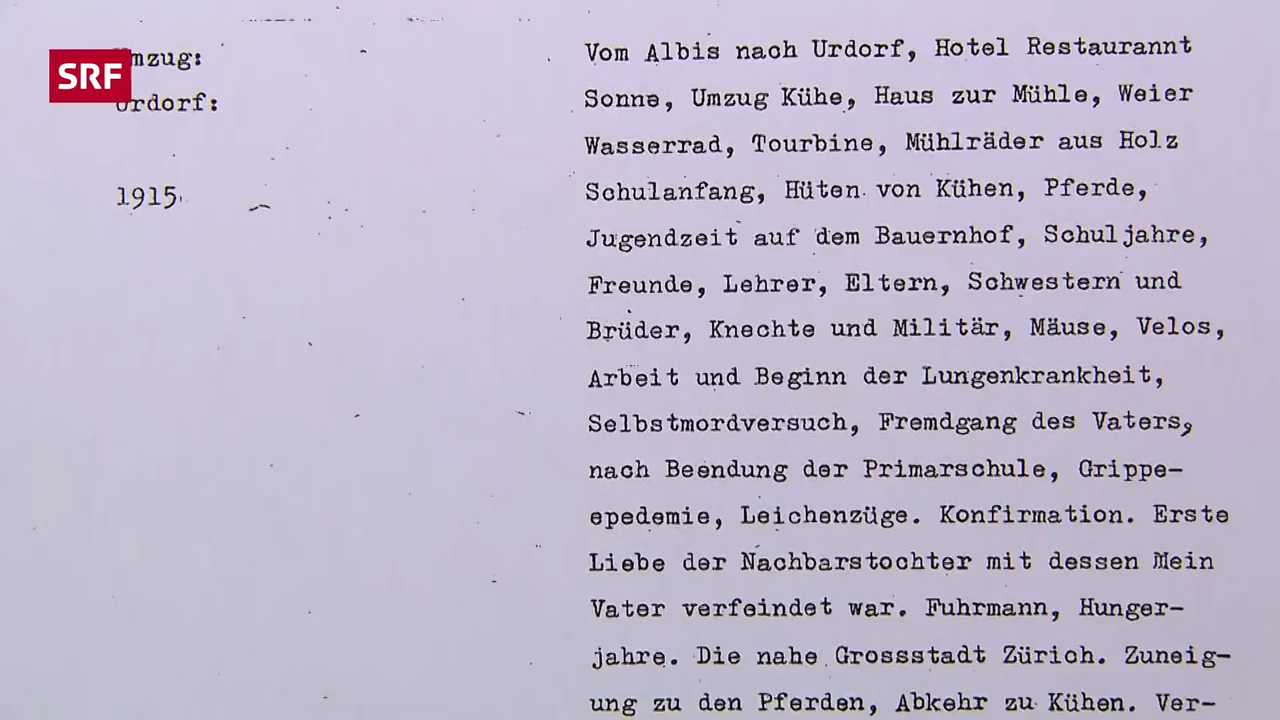 SRF
mzug:
Urdorf:
1915
Vom Albis nach Urdorf, Hotel Restaurannt
Sonne, Umzug Kühe, Haus zur Mühle, Weier
Wasserrad, Tourbine, Mühlräder aus Holz
Schulanfang, Hüten von Kühen, Pferde,
Jugendzeit auf dem Bauernhof, Schuljahre,
Freunde, Lehrer, Eltern, Schwestern und
Brüder, Knechte und Militär, Mäuse, Velos,
Arbeit und Beginn der Lungenkrankheit,
Selbstmordversuch, Fremdgang des Vaters,
nach Beendung der Primarschule, Grippe-
epedemie, Leichenzüge. Konfirmation. Erste
Liebe der Nachbarstochter mit dessen Mein
Vater verfeindet war. Fuhrmann, Hunger-
jahre. Die nahe Grossstadt Zürich. Zuneig-
ung zu den Pferden, Abkehr zu Kühen. Ver-